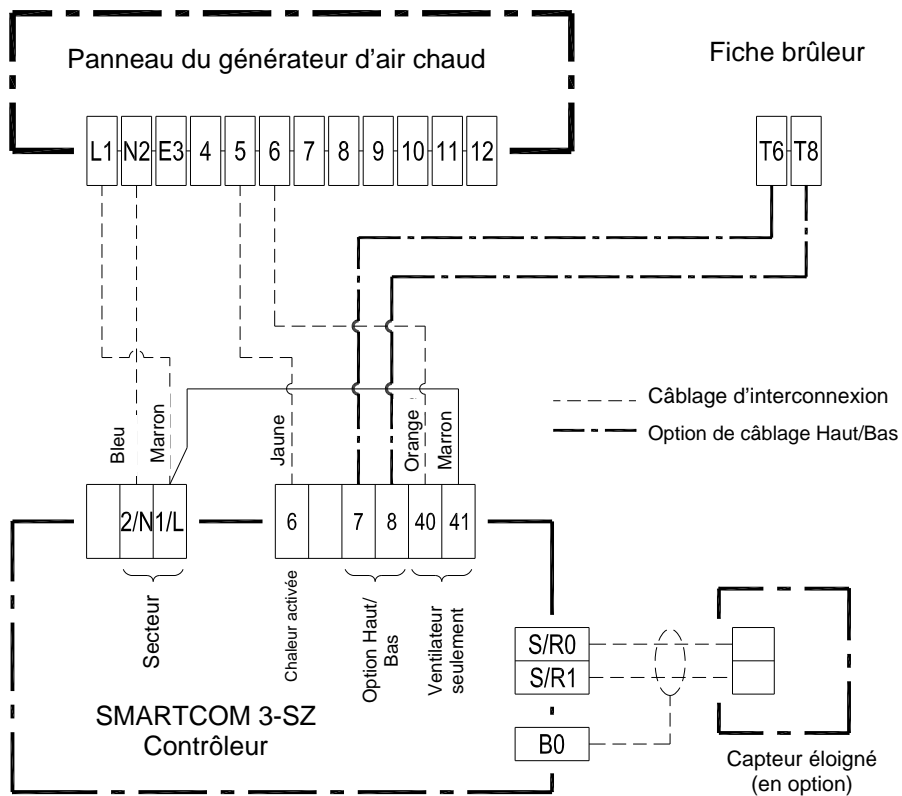 Panneau du générateur d'air chaud
Fiche brûleur
L1 N2 E3 4 5 6 7 8 9 10 11 12
T6 T8
Bleu
Marron
Jaune
Orange
Marron
Câblage d'interconnexion
Option de câblage Haut/Bas
2/N 1/L
6 7 8 40 41
Secteur
Chaleur activée
Option Haut/
Bas
Ventilateur
seulement
S/R0
S/R1
B0
SMARTCOM 3-SZ
Contrôleur
Capteur éloigné
(en option)